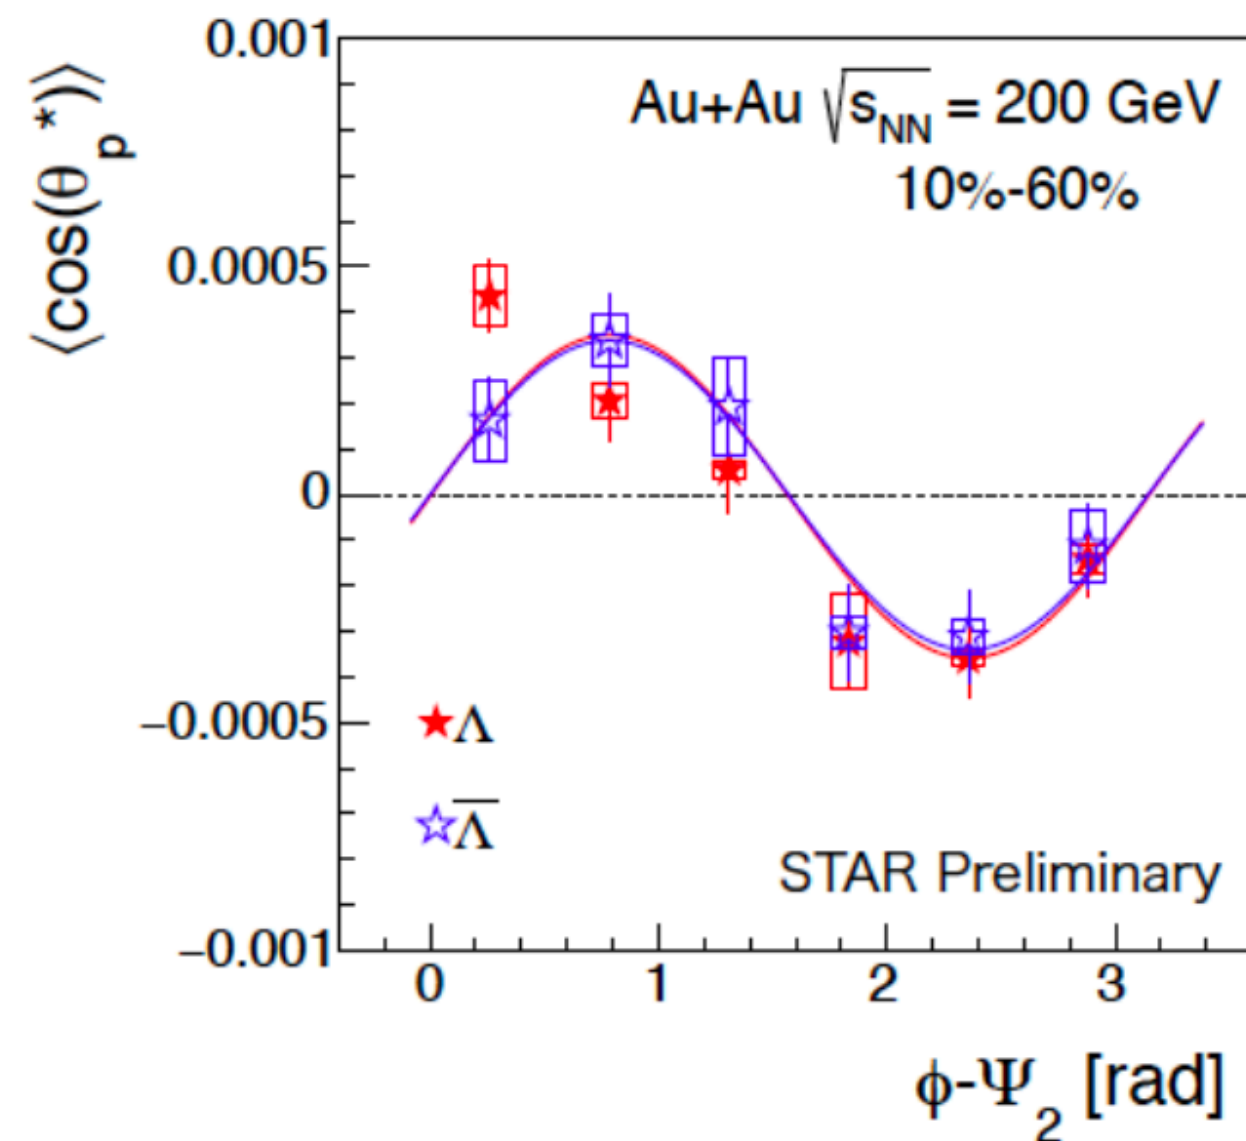 0.001
⟨cos(θp*)⟩
Au+Au √sNN = 200 GeV
10%-60%
0.0005
0
−0.0005
Λ
Λ̅
STAR Preliminary
−0.001
0 1 2 3
ϕ-Ψ2 [rad]